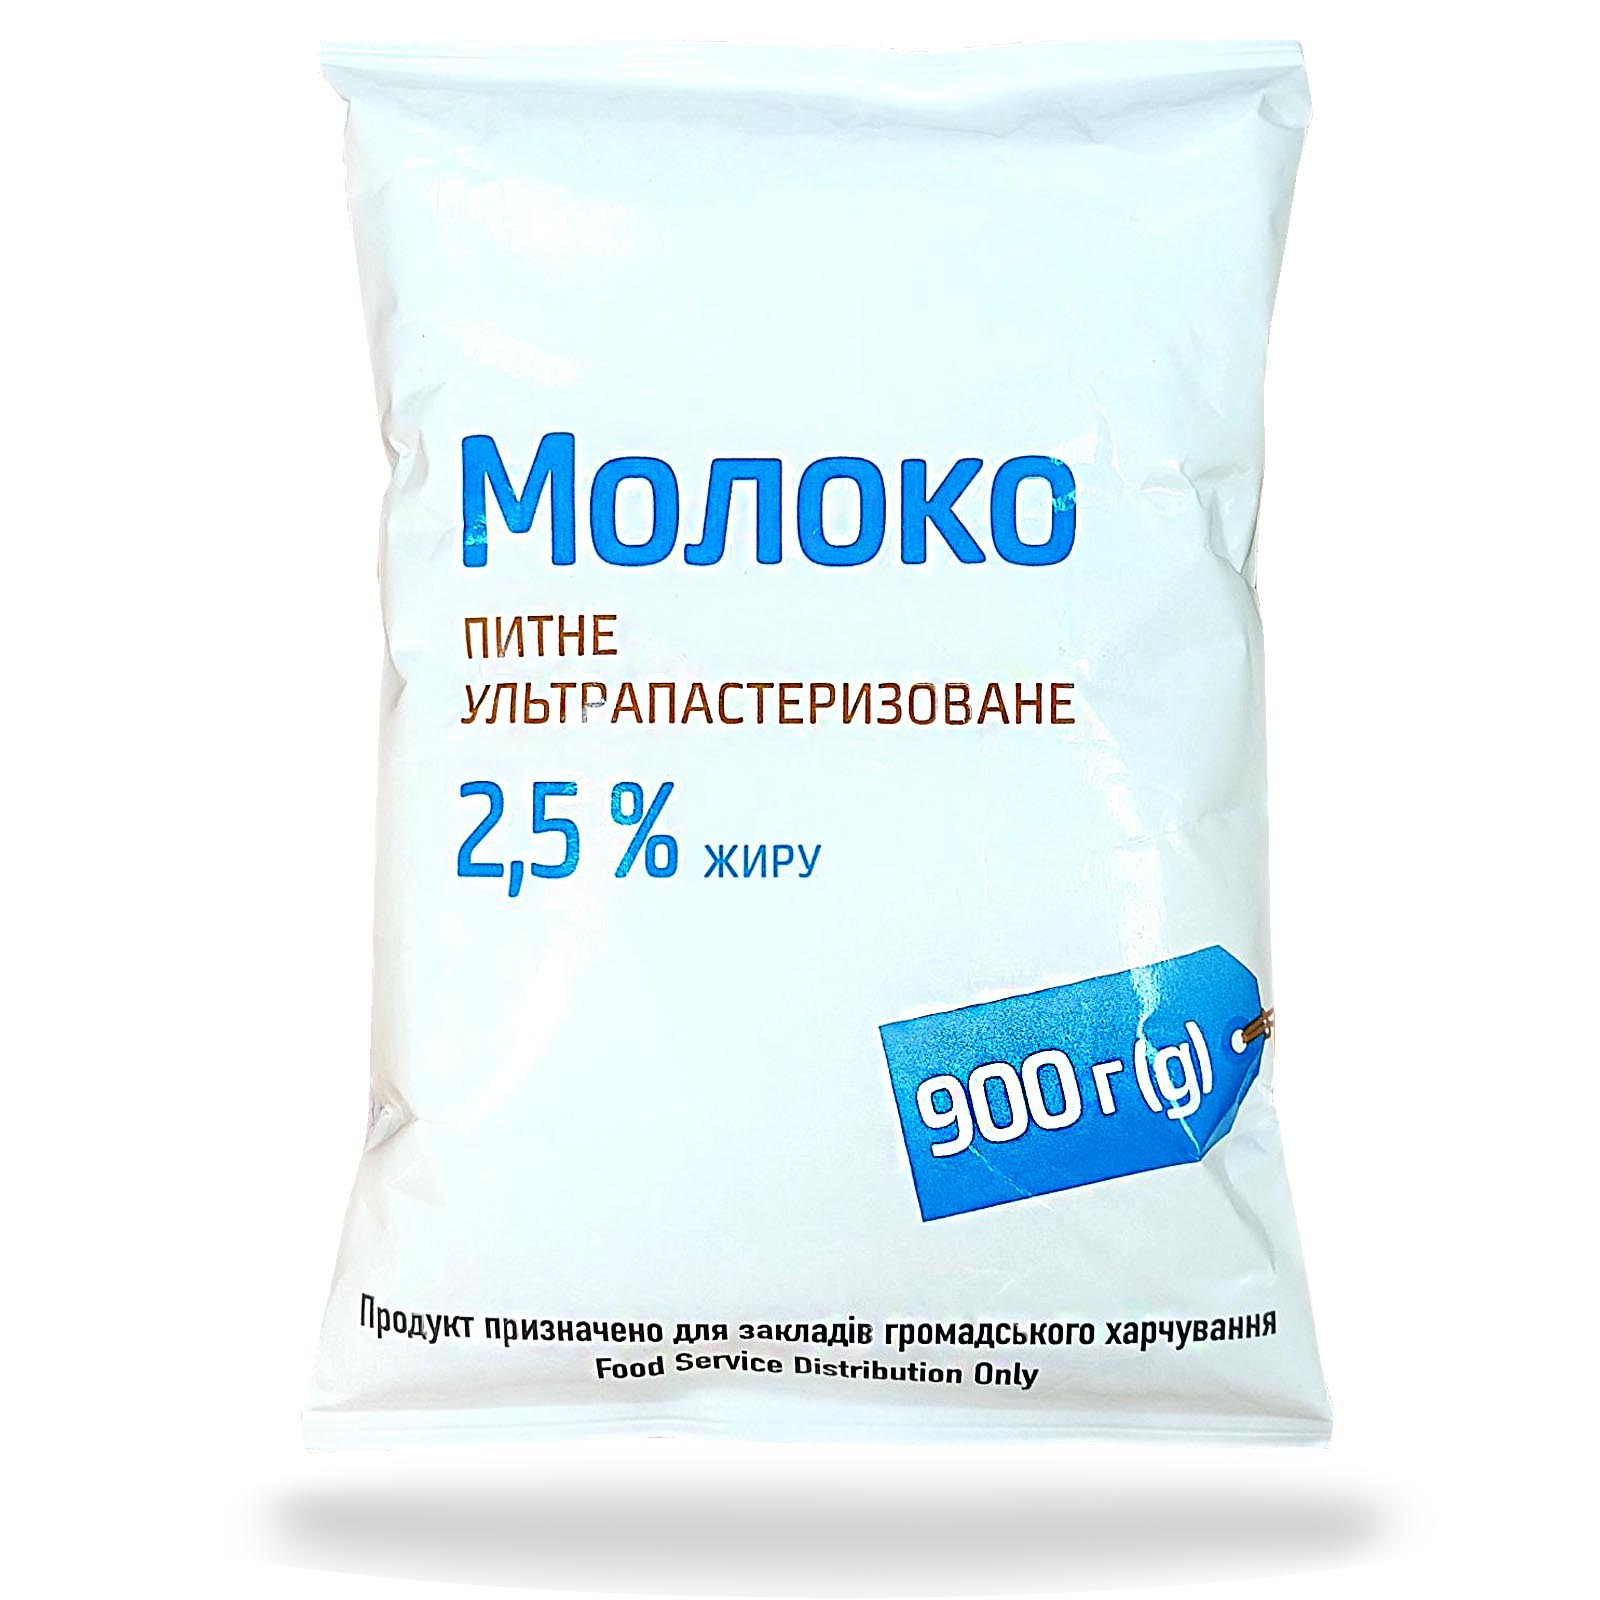 Молоко
ПИТНЕ
УЛЬТРАПАСТЕРИЗОВАНЕ
2,5 % ЖИРУ
900 г (g)
Продукт призначено для закладів громадського харчування
Food Service Distribution Only